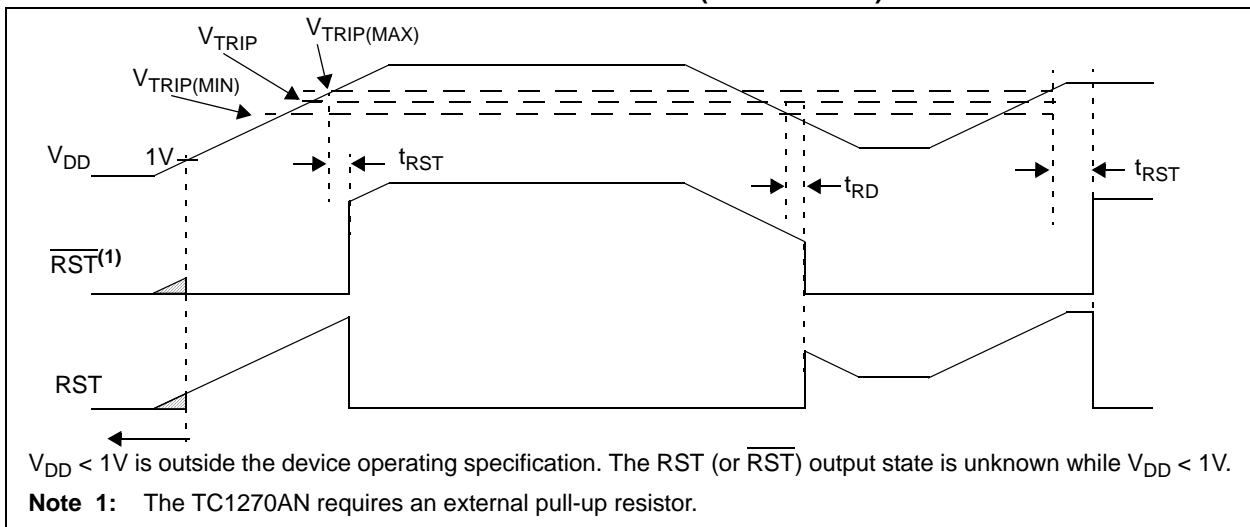 V_TRIP
V_TRIP(MAX)
V_TRIP(MIN)
V_DD
1V
t_RST
t_RD
t_RST
R̅S̅T̅(1)
RST
V_DD < 1V is outside the device operating specification. The RST (or R̅S̅T̅) output state is unknown while V_DD < 1V.
Note 1: The TC1270AN requires an external pull-up resistor.